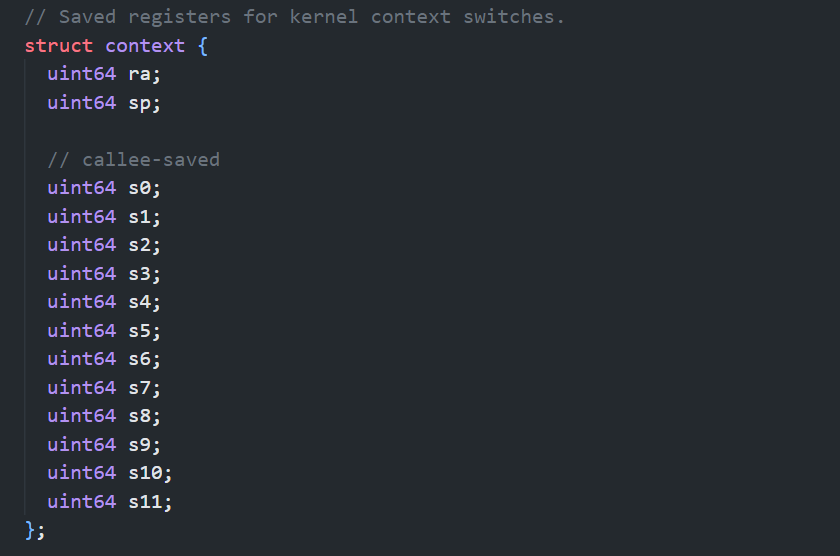 // Saved registers for kernel context switches.
struct context {
  uint64 ra;
  uint64 sp;

  // callee-saved
  uint64 s0;
  uint64 s1;
  uint64 s2;
  uint64 s3;
  uint64 s4;
  uint64 s5;
  uint64 s6;
  uint64 s7;
  uint64 s8;
  uint64 s9;
  uint64 s10;
  uint64 s11;
};